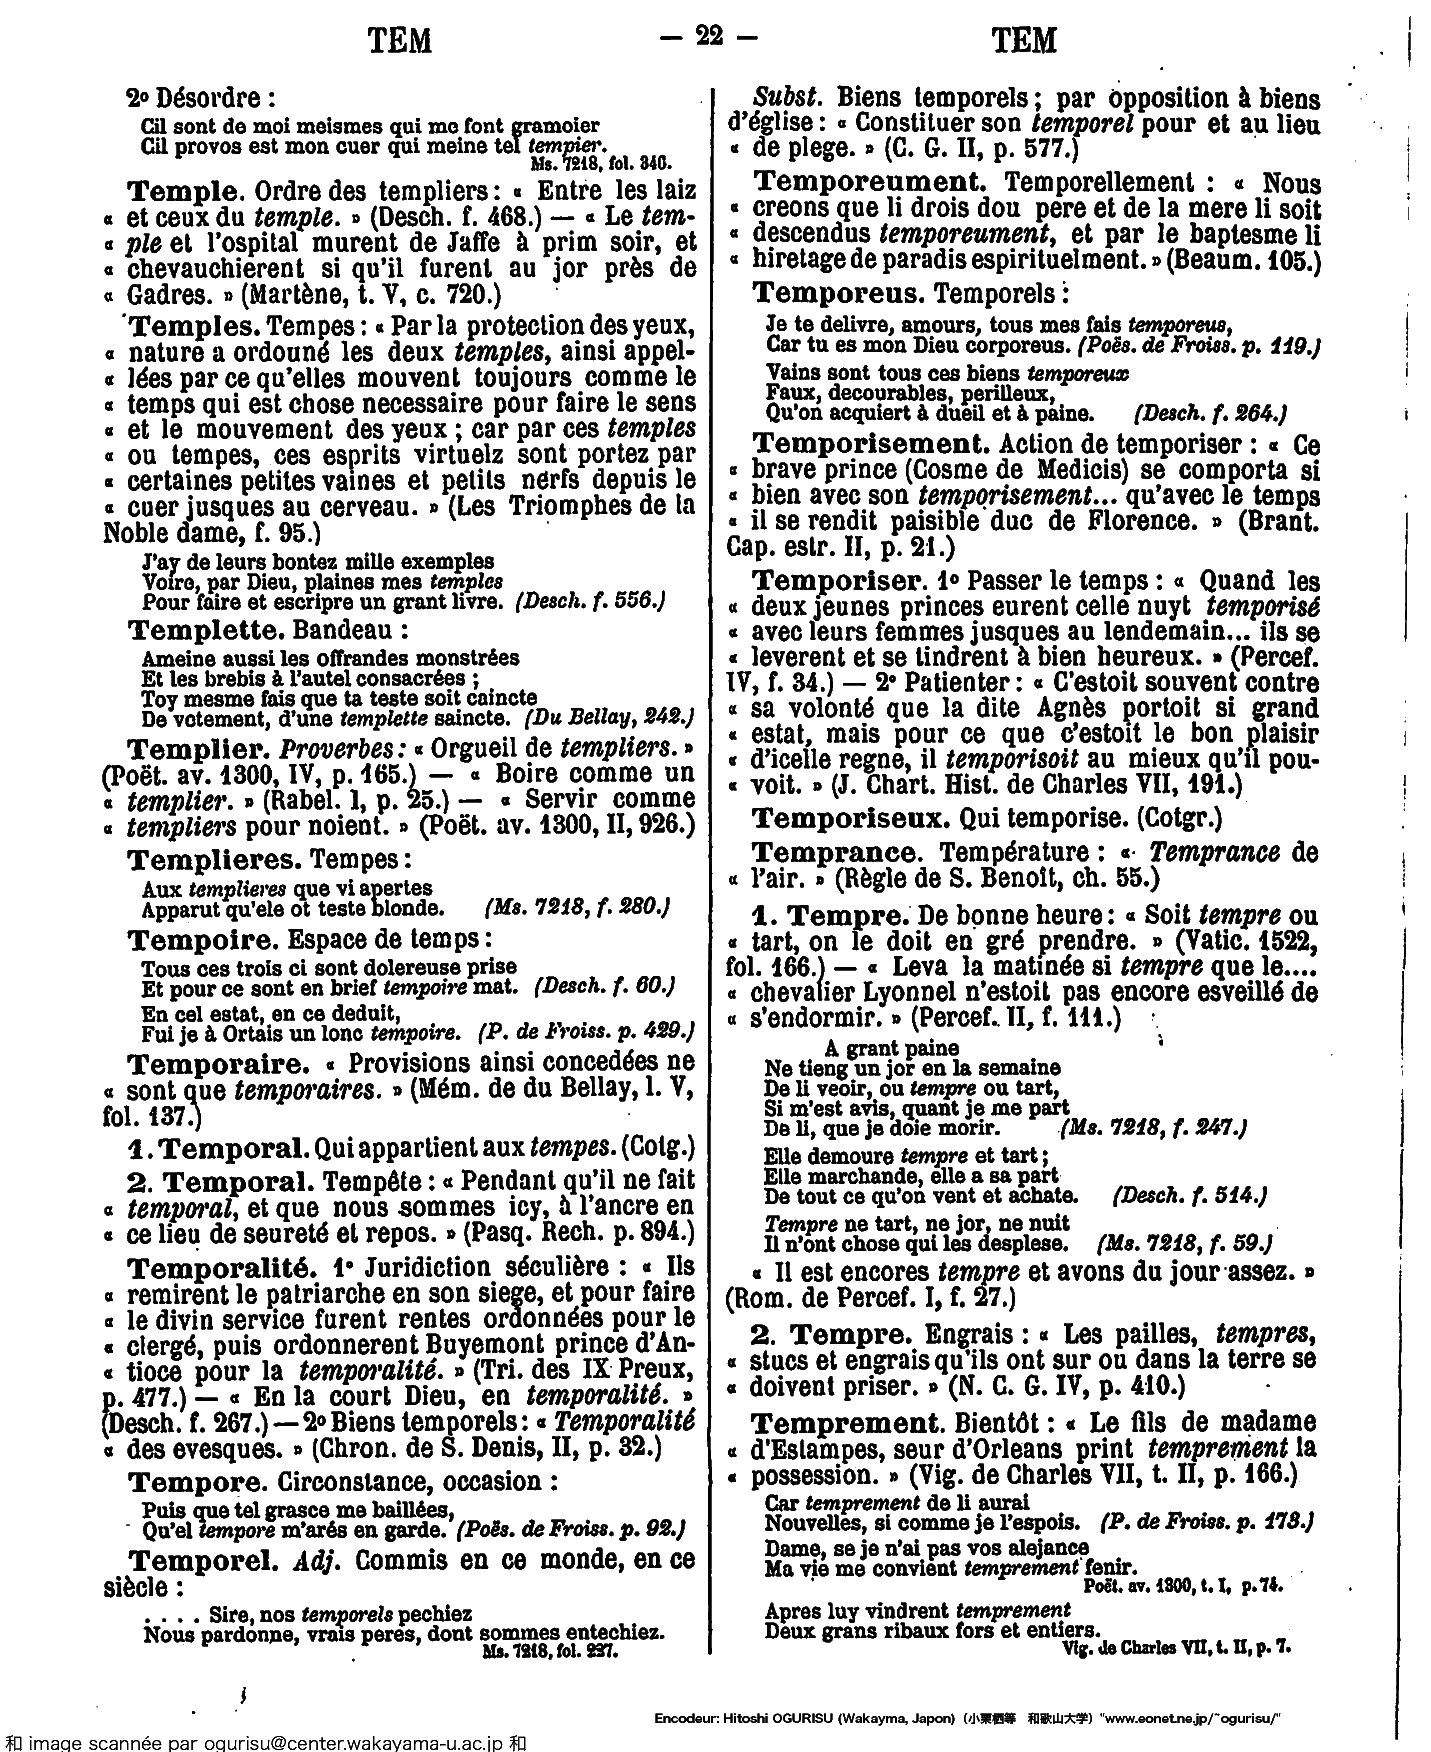 TEM — 22 — TEM
2º Désordre :
Cil sont de moi meismes qui me font gramoier
Cil provos est mon cuer qui meine tel tempier.
Ms. 7218, fol. 340.
Temple. Ordre des templiers : « Entre les laiz
« et ceux du temple. » (Desch. f. 468.) — « Le tem-
« ple et l'ospital murent de Jaffe à prim soir, et
« chevauchierent si qu'il furent au jor près de
« Gadres. » (Martène, t. V, c. 720.)
Temples. Tempes : « Par la protection des yeux,
« nature a ordouné les deux temples, ainsi appel-
« lées par ce qu'elles mouvent toujours comme le
« temps qui est chose necessaire pour faire le sens
« et le mouvement des yeux ; car par ces temples
« ou tempes, ces esprits virtuelz sont portez par
« certaines petites vaines et petits nerfs depuis le
« cuer jusques au cerveau. » (Les Triomphes de la
Noble dame, f. 95.)
J'ay de leurs bontez mille exemples
Voire, par Dieu, plaines mes temples
Pour faire et escripre un grant livre. (Desch. f. 556.)
Templette. Bandeau :
Ameine aussi les offrandes monstrées
Et les brebis à l'autel consacrées ;
Toy mesme fais que ta teste soit caincte
De votement, d'une templette saincte. (Du Bellay, 242.)
Templier. Proverbes : « Orgueil de templiers. »
(Poët. av. 1300, IV, p. 165.) — « Boire comme un
« templier. » (Rabel. I, p. 25.) — « Servir comme
« templiers pour noient. » (Poët. av. 1300, II, 926.)
Templieres. Tempes :
Aux templieres que vi apertes
Apparut qu'ele ot teste blonde. (Ms. 7218, f. 280.)
Tempoire. Espace de temps :
Tous ces trois ci sont dolereuse prise
Et pour ce sont en brief tempoire mat. (Desch. f. 60.)
En cel estat, en ce deduit,
Fui je à Ortais un lonc tempoire. (P. de Froiss. p. 429.)
Temporaire. « Provisions ainsi concedées ne
« sont que temporaires. » (Mém. de du Bellay, l. V,
fol. 137.)
1. Temporal. Qui appartient aux tempes. (Cotg.)
2. Temporal. Tempête : « Pendant qu'il ne fait
« temporal, et que nous sommes icy, à l'ancre en
« ce lieu de seureté et repos. » (Pasq. Rech. p. 894.)
Temporalité. 1º Juridiction séculière : « Ils
« remirent le patriarche en son siege, et pour faire
« le divin service furent rentes ordonnées pour le
« clergé, puis ordonnerent Buyemont prince d'An-
« tioce pour la temporalité. » (Tri. des IX Preux,
p. 477.) — « En la court Dieu, en temporalité. »
(Desch. f. 267.) — 2º Biens temporels : « Temporalité
« des evesques. » (Chron. de S. Denis, II, p. 32.)
Tempore. Circonstance, occasion :
Puis que tel grasce me baillées,
Qu'el tempore m'arés en garde. (Poës. de Froiss. p. 92.)
Temporel. Adj. Commis en ce monde, en ce
siècle :
. . . . Sire, nos temporels pechiez
Nous pardonne, vrais peres, dont sommes entechiez.
Ms. 7218, fol. 237.
Subst. Biens temporels ; par opposition à biens
d'église : « Constituer son temporel pour et au lieu
« de plege. » (C. G. II, p. 577.)
Temporeument. Temporellement : « Nous
« creons que li drois dou pere et de la mere li soit
« descendus temporeument, et par le baptesme li
« hiretage de paradis espirituelment. » (Beaum. 105.)
Temporeus. Temporels :
Je te delivre, amours, tous mes fais temporeus,
Car tu es mon Dieu corporeus. (Poës. de Froiss. p. 119.)
Vains sont tous ces biens temporeux
Faux, decourables, perilleux,
Qu'on acquiert à dueil et à paine. (Desch. f. 264.)
Temporisement. Action de temporiser : « Ce
« brave prince (Cosme de Medicis) se comporta si
« bien avec son temporisement... qu'avec le temps
« il se rendit paisible duc de Florence. » (Brant.
Cap. estr. II, p. 21.)
Temporiser. 1º Passer le temps : « Quand les
« deux jeunes princes eurent celle nuyt temporisé
« avec leurs femmes jusques au lendemain... ils se
« leverent et se tindrent à bien heureux. » (Percef.
IV, f. 34.) — 2º Patienter : « C'estoit souvent contre
« sa volonté que la dite Agnès portoit si grand
« estat, mais pour ce que c'estoit le bon plaisir
« d'icelle regne, il temporisoit au mieux qu'il pou-
« voit. » (J. Chart. Hist. de Charles VII, 191.)
Temporiseux. Qui temporise. (Cotgr.)
Temprance. Température : « Temprance de
« l'air. » (Règle de S. Benoît, ch. 55.)
1. Tempre. De bonne heure : « Soit tempre ou
« tart, on le doit en gré prendre. » (Vatic. 1522,
fol. 166.) — « Leva la matinée si tempre que le....
« chevalier Lyonnel n'estoit pas encore esveillé de
« s'endormir. » (Percef. II, f. 111.)
A grant paine
Ne tieng un jor en la semaine
De li veoir, ou tempre ou tart,
Si m'est avis, quant je me part
De li, que je doie morir. (Ms. 7218, f. 247.)
Elle demoure tempre et tart ;
Elle marchande, elle a sa part
De tout ce qu'on vent et achate. (Desch. f. 514.)
Tempre ne tart, ne jor, ne nuit
Il n'ont chose qui les desplese. (Ms. 7218, f. 59.)
« Il est encores tempre et avons du jour assez. »
(Rom. de Percef. I, f. 27.)
2. Tempre. Engrais : « Les pailles, tempres,
« stucs et engrais qu'ils ont sur ou dans la terre se
« doivent priser. » (N. C. G. IV, p. 410.)
Temprement. Bientôt : « Le fils de madame
« d'Estampes, seur d'Orleans print temprement la
« possession. » (Vig. de Charles VII, t. II, p. 166.)
Car temprement de li aurai
Nouvelles, si comme je l'espois. (P. de Froiss. p. 173.)
Dame, se je n'ai pas vos alejance
Ma vie me convient temprement fenir.
Poët. av. 1300, t. I, p. 74.
Apres luy vindrent temprement
Deux grans ribaux fors et entiers.
Vig. de Charles VII, t. II, p. 7.
Encodeur: Hitoshi OGURISU (Wakayma, Japon) (小栗栖等 和歌山大学) "www.eonet.ne.jp/~ogurisu/"
和 image scannée par ogurisu@center.wakayama-u.ac.jp 和